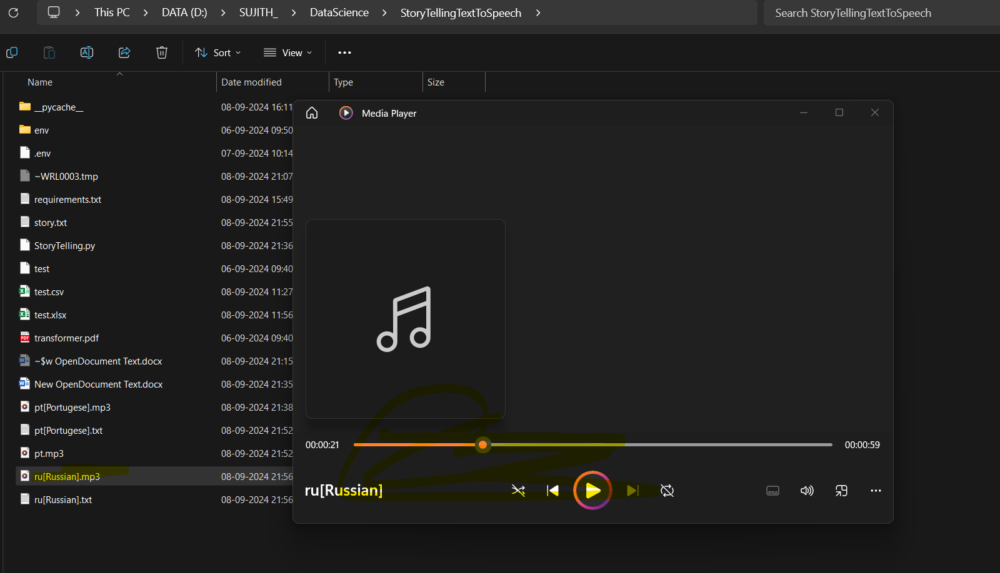 This PC > DATA (D:) > SUJITH_ > DataScience > StoryTellingTextToSpeech >
Search StoryTellingTextToSpeech
Sort
View
Name
Date modified
Type
Size
__pycache__ 08-09-2024 16:11
env 06-09-2024 09:50
.env 07-09-2024 10:14
~WRL0003.tmp 08-09-2024 21:07
requirements.txt 08-09-2024 15:49
story.txt 08-09-2024 21:55
StoryTelling.py 08-09-2024 21:36
test 06-09-2024 09:40
test.csv 08-09-2024 11:27
test.xlsx 08-09-2024 11:56
transformer.pdf 06-09-2024 09:40
~$w OpenDocument Text.docx 08-09-2024 21:15
New OpenDocument Text.docx 08-09-2024 21:35
pt[Portugese].mp3 08-09-2024 21:38
pt[Portugese].txt 08-09-2024 21:52
pt.mp3 08-09-2024 21:52
ru[Russian].mp3 08-09-2024 21:56
ru[Russian].txt 08-09-2024 21:56
Media Player
00:00:21
00:00:59
ru[Russian]